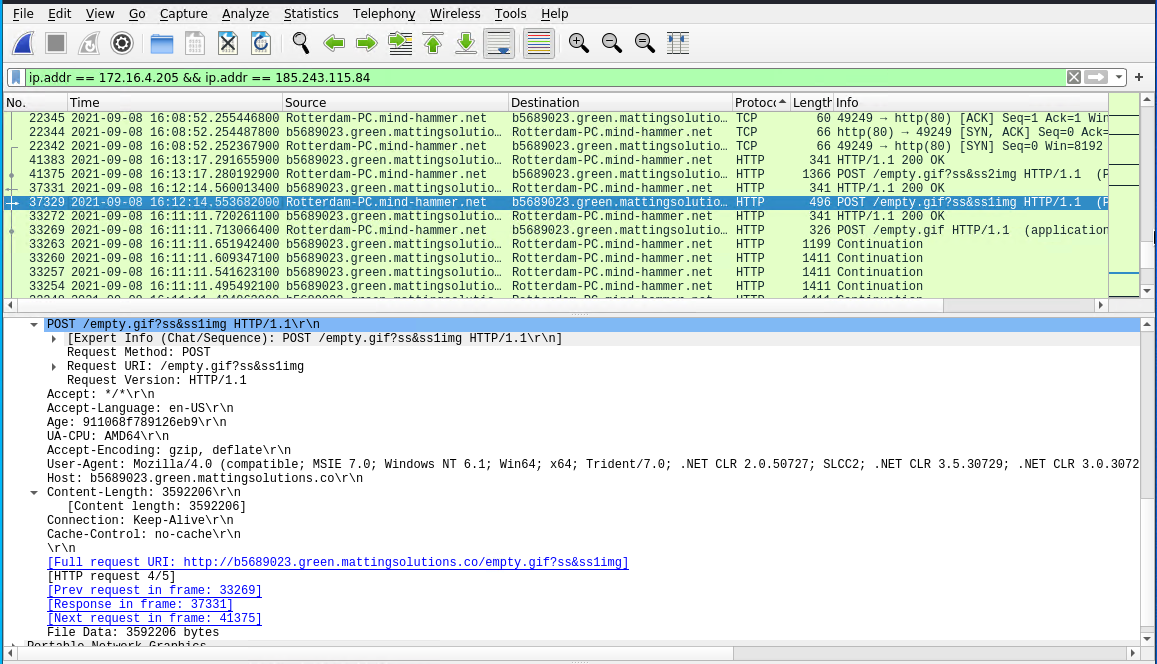 File Edit View Go Capture Analyze Statistics Telephony Wireless Tools Help
ip.addr == 172.16.4.205 && ip.addr == 185.243.115.84
No. Time Source Destination Protoc Length Info
22345 2021-09-08 16:08:52.255446800 Rotterdam-PC.mind-hammer.net b5689023.green.mattingsolutio… TCP 60 49249 → http(80) [ACK] Seq=1 Ack=1 Win
22344 2021-09-08 16:08:52.254487800 b5689023.green.mattingsolutio… Rotterdam-PC.mind-hammer.net TCP 66 http(80) → 49249 [SYN, ACK] Seq=0 Ack=
22342 2021-09-08 16:08:52.252367900 Rotterdam-PC.mind-hammer.net b5689023.green.mattingsolutio… TCP 66 49249 → http(80) [SYN] Seq=0 Win=8192
41383 2021-09-08 16:13:17.291655900 b5689023.green.mattingsolutio… Rotterdam-PC.mind-hammer.net HTTP 341 HTTP/1.1 200 OK
41375 2021-09-08 16:13:17.280192900 Rotterdam-PC.mind-hammer.net b5689023.green.mattingsolutio… HTTP 1366 POST /empty.gif?ss&ss2img HTTP/1.1 (P
37331 2021-09-08 16:12:14.560013400 b5689023.green.mattingsolutio… Rotterdam-PC.mind-hammer.net HTTP 341 HTTP/1.1 200 OK
37329 2021-09-08 16:12:14.553682000 Rotterdam-PC.mind-hammer.net b5689023.green.mattingsolutio… HTTP 496 POST /empty.gif?ss&ss1img HTTP/1.1 (P
33272 2021-09-08 16:11:11.720261100 b5689023.green.mattingsolutio… Rotterdam-PC.mind-hammer.net HTTP 341 HTTP/1.1 200 OK
33269 2021-09-08 16:11:11.713066400 Rotterdam-PC.mind-hammer.net b5689023.green.mattingsolutio… HTTP 326 POST /empty.gif HTTP/1.1 (application
33263 2021-09-08 16:11:11.651942400 b5689023.green.mattingsolutio… Rotterdam-PC.mind-hammer.net HTTP 1199 Continuation
33260 2021-09-08 16:11:11.609347100 b5689023.green.mattingsolutio… Rotterdam-PC.mind-hammer.net HTTP 1411 Continuation
33257 2021-09-08 16:11:11.541623100 b5689023.green.mattingsolutio… Rotterdam-PC.mind-hammer.net HTTP 1411 Continuation
33254 2021-09-08 16:11:11.495492100 b5689023.green.mattingsolutio… Rotterdam-PC.mind-hammer.net HTTP 1411 Continuation
POST /empty.gif?ss&ss1img HTTP/1.1\r\n
[Expert Info (Chat/Sequence): POST /empty.gif?ss&ss1img HTTP/1.1\r\n]
Request Method: POST
Request URI: /empty.gif?ss&ss1img
Request Version: HTTP/1.1
Accept: */*\r\n
Accept-Language: en-US\r\n
Age: 911068f789126eb9\r\n
UA-CPU: AMD64\r\n
Accept-Encoding: gzip, deflate\r\n
User-Agent: Mozilla/4.0 (compatible; MSIE 7.0; Windows NT 6.1; Win64; x64; Trident/7.0; .NET CLR 2.0.50727; SLCC2; .NET CLR 3.5.30729; .NET CLR 3.0.3072
Host: b5689023.green.mattingsolutions.co\r\n
Content-Length: 3592206\r\n
[Content length: 3592206]
Connection: Keep-Alive\r\n
Cache-Control: no-cache\r\n
\r\n
[Full request URI: http://b5689023.green.mattingsolutions.co/empty.gif?ss&ss1img]
[HTTP request 4/5]
[Prev request in frame: 33269]
[Response in frame: 37331]
[Next request in frame: 41375]
File Data: 3592206 bytes
Portable Network Graphics